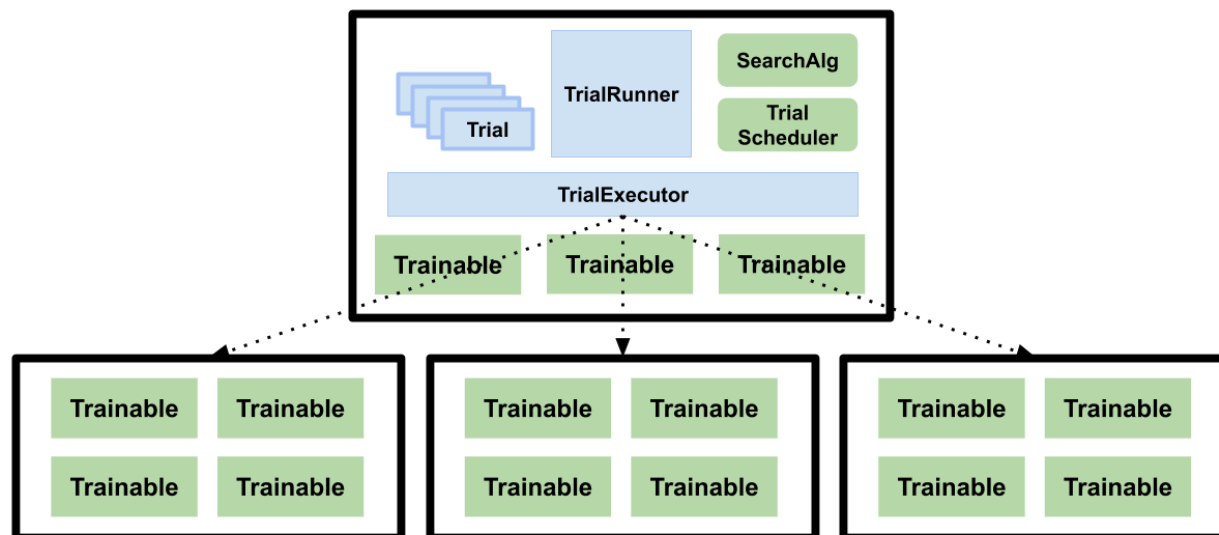 SearchAlg
TrialRunner
Trial
Scheduler
Trial
TrialExecutor
Trainable Trainable Trainable
Trainable Trainable Trainable Trainable Trainable Trainable
Trainable Trainable Trainable Trainable Trainable Trainable